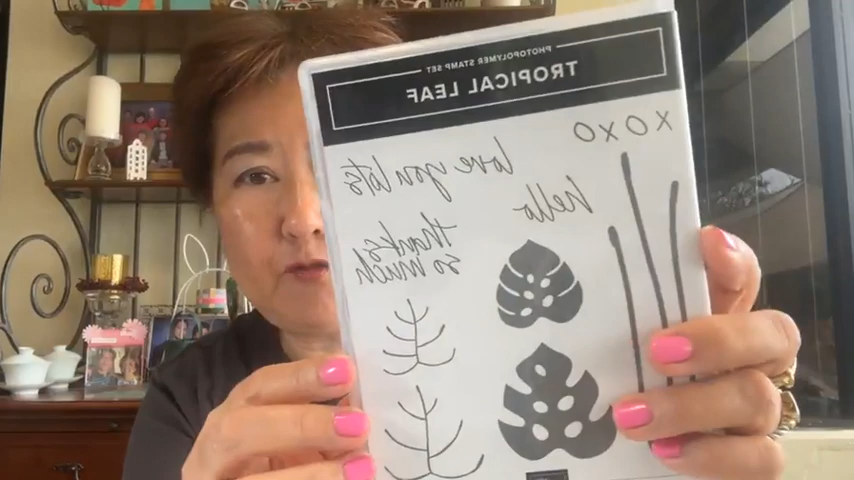 PHOTOPOLYMER STAMP SET
TROPICAL LEAF
XOXO
love you lots
hello
thanks
so much